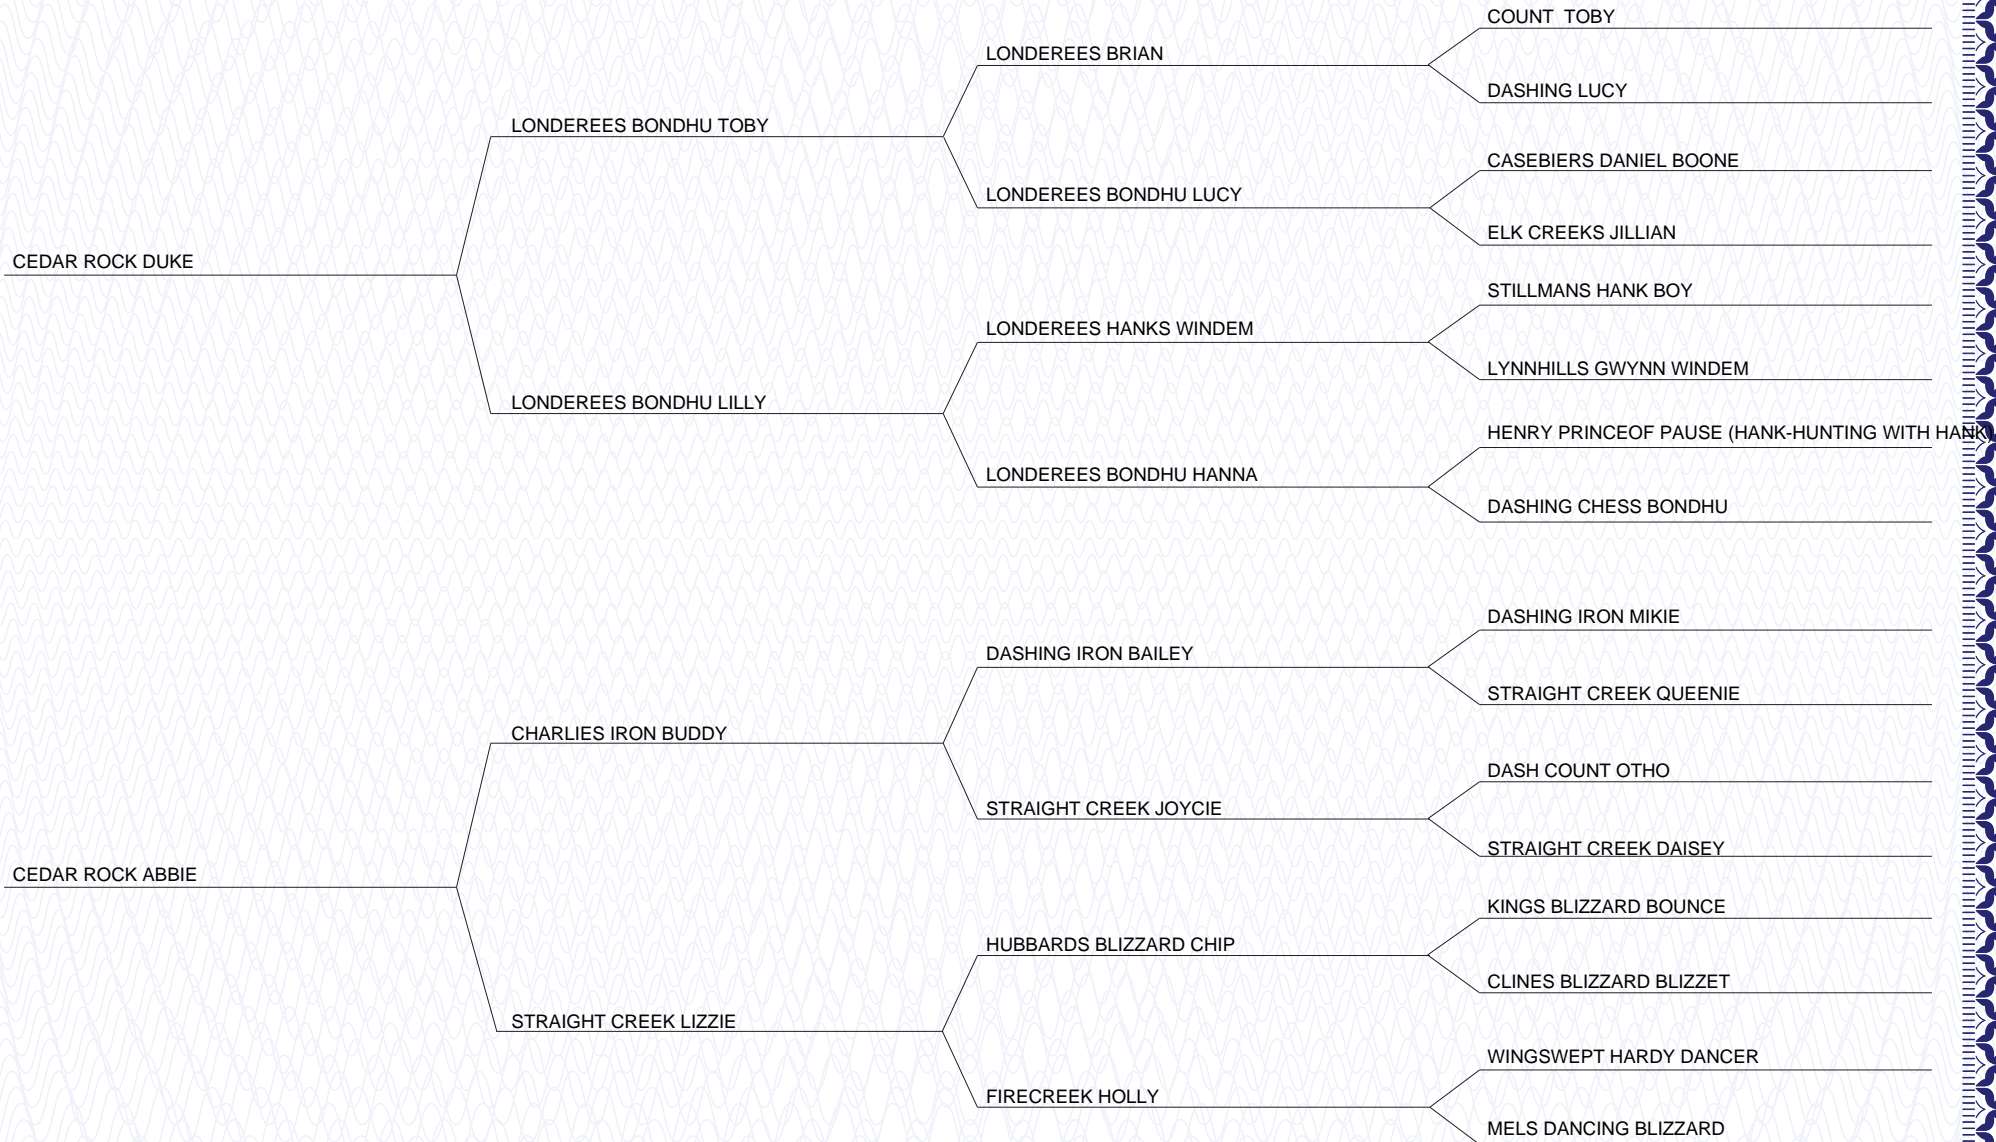 COUNT  TOBY
LONDEREES BRIAN
DASHING LUCY
LONDEREES BONDHU TOBY
CASEBIERS DANIEL BOONE
LONDEREES BONDHU LUCY
ELK CREEKS JILLIAN
CEDAR ROCK DUKE
STILLMANS HANK BOY
LONDEREES HANKS WINDEM
LYNNHILLS GWYNN WINDEM
LONDEREES BONDHU LILLY
HENRY PRINCEOF PAUSE (HANK-HUNTING WITH HANK)
LONDEREES BONDHU HANNA
DASHING CHESS BONDHU
DASHING IRON MIKIE
DASHING IRON BAILEY
STRAIGHT CREEK QUEENIE
CHARLIES IRON BUDDY
DASH COUNT OTHO
STRAIGHT CREEK JOYCIE
STRAIGHT CREEK DAISEY
CEDAR ROCK ABBIE
KINGS BLIZZARD BOUNCE
HUBBARDS BLIZZARD CHIP
CLINES BLIZZARD BLIZZET
STRAIGHT CREEK LIZZIE
WINGSWEPT HARDY DANCER
FIRECREEK HOLLY
MELS DANCING BLIZZARD